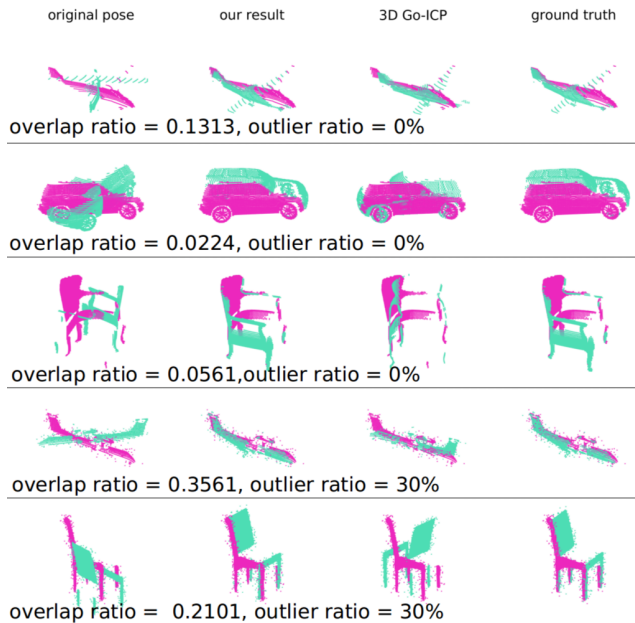 original pose our result 3D Go-ICP ground truth
overlap ratio = 0.1313, outlier ratio = 0%
overlap ratio = 0.0224, outlier ratio = 0%
overlap ratio = 0.0561,outlier ratio = 0%
overlap ratio = 0.3561, outlier ratio = 30%
overlap ratio =  0.2101, outlier ratio = 30%